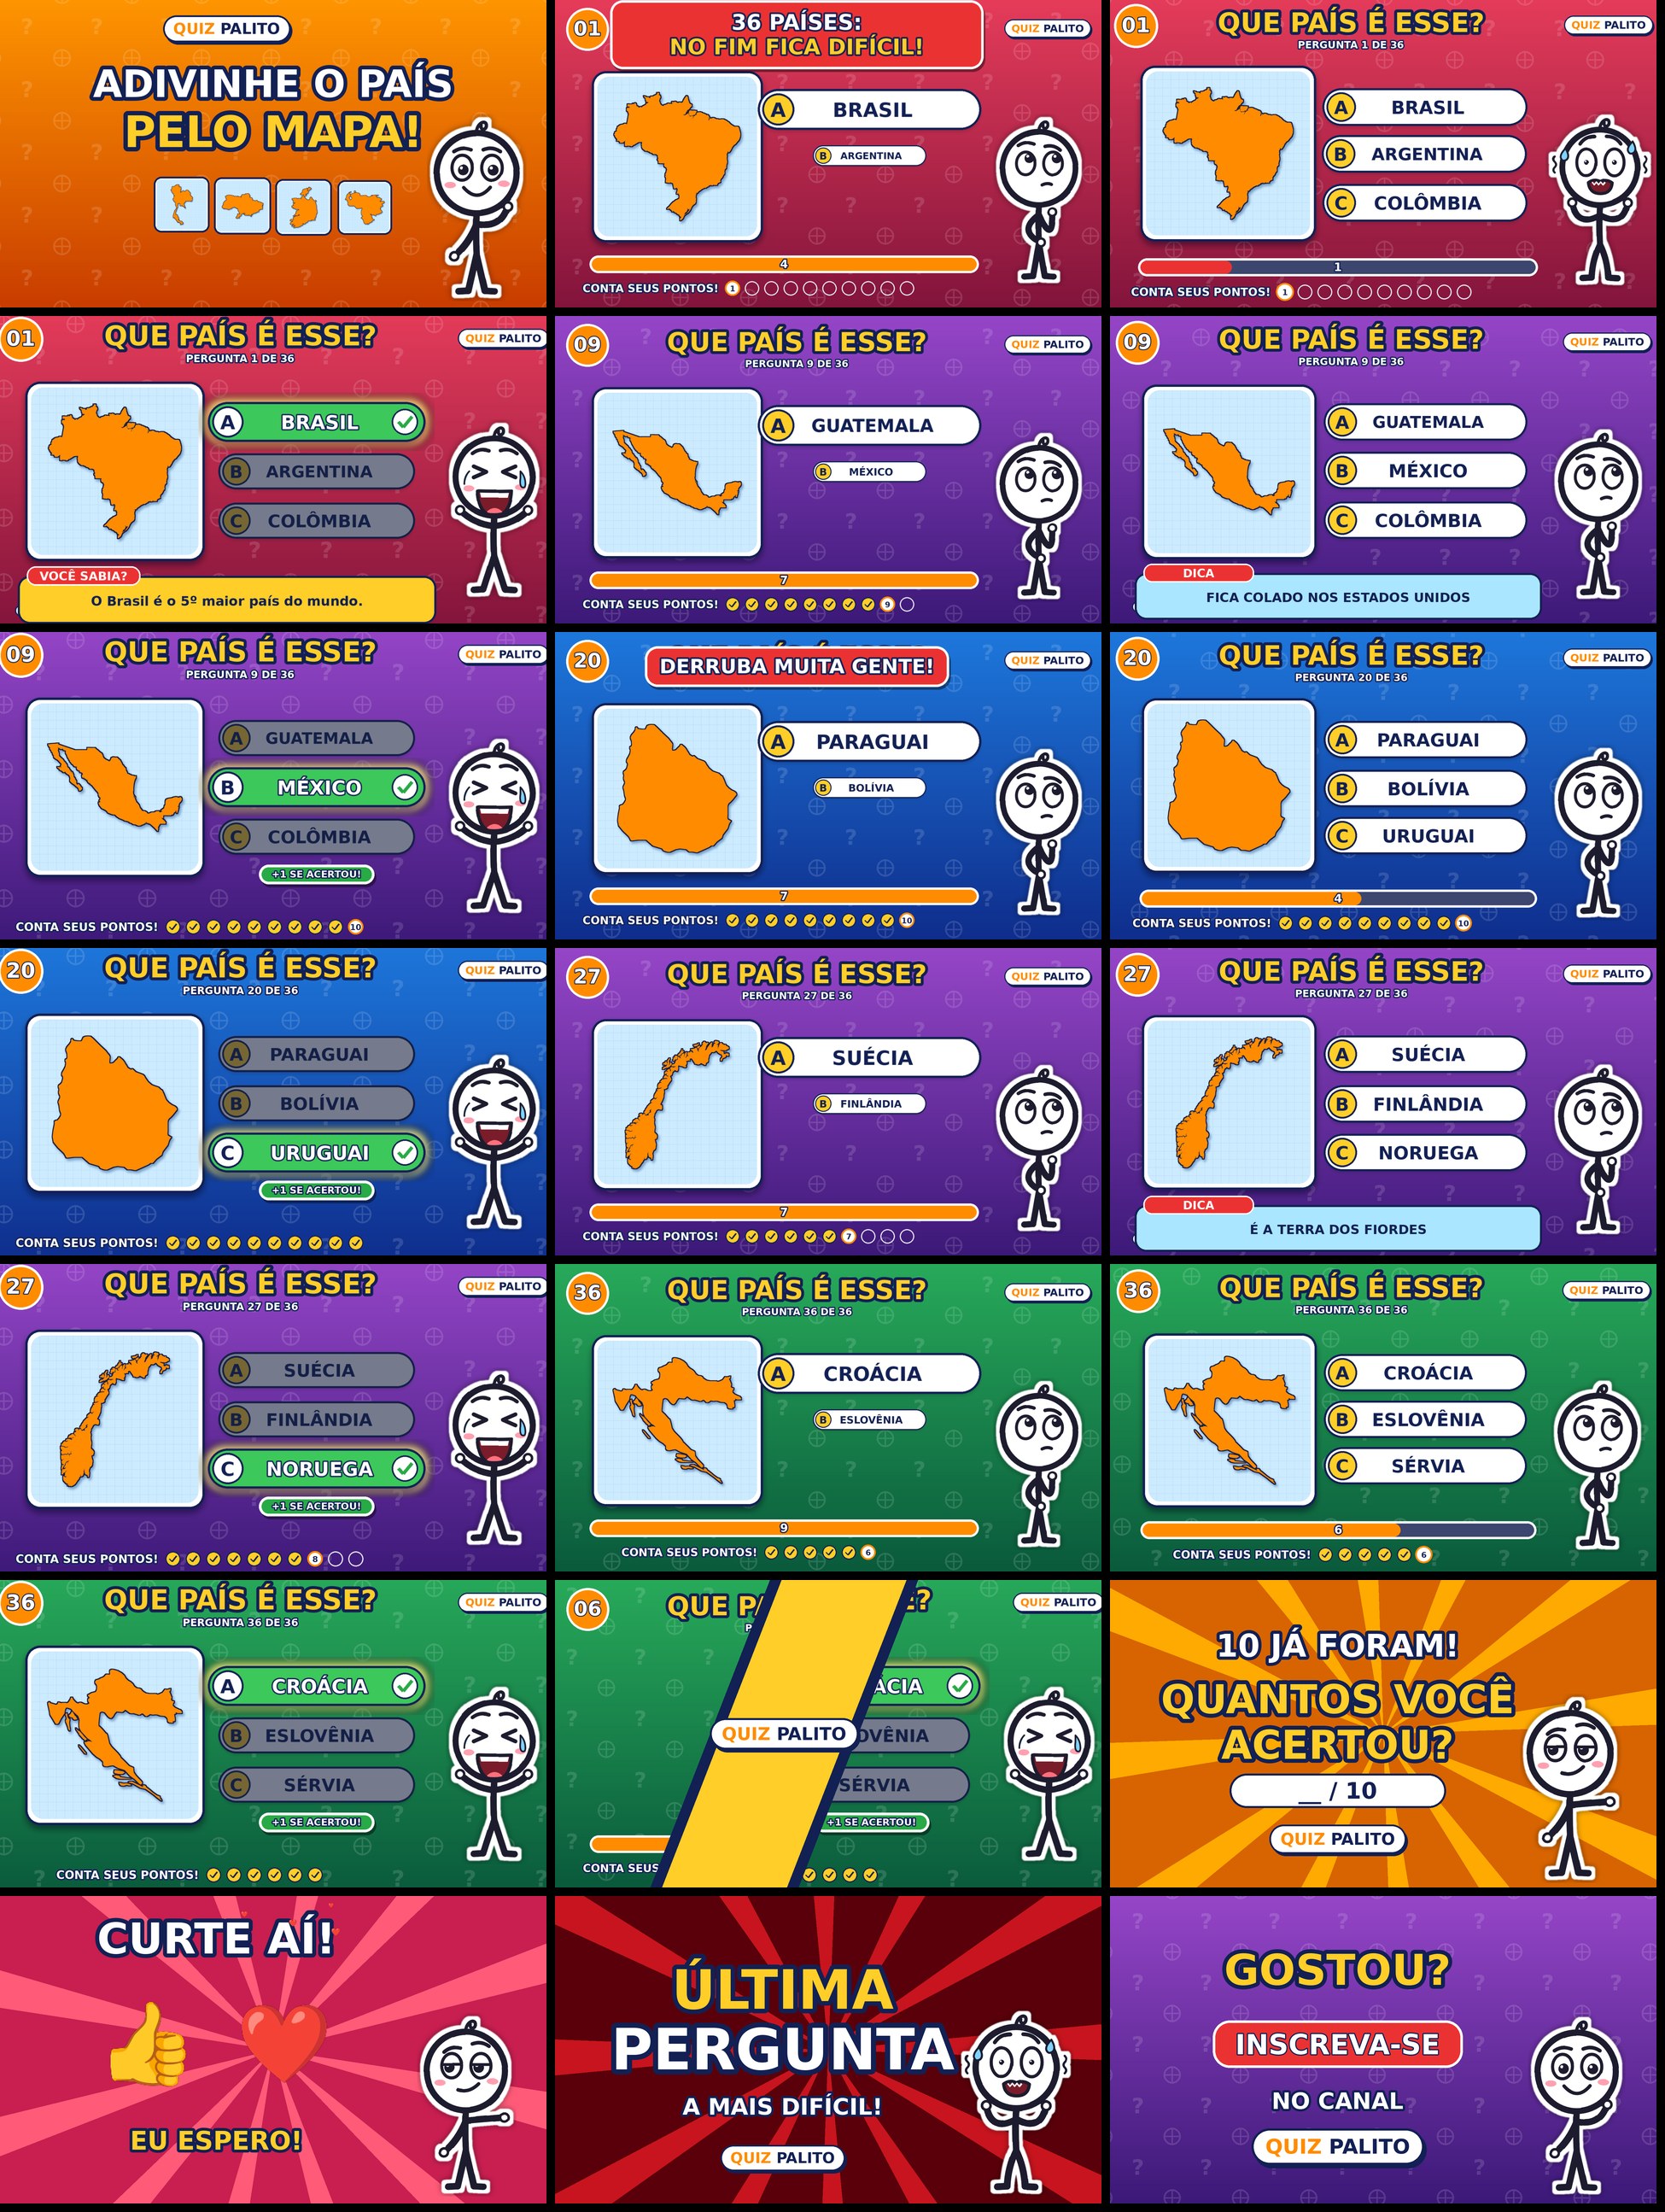 QUIZ PALITO
ADIVINHE O PAÍS
PELO MAPA!
01
36 PAÍSES:
NO FIM FICA DIFÍCIL!
QUIZ PALITO
A BRASIL
B ARGENTINA
4
CONTA SEUS PONTOS! 1
01
QUE PAÍS É ESSE?
PERGUNTA 1 DE 36
QUIZ PALITO
A BRASIL
B ARGENTINA
C COLÔMBIA
1
CONTA SEUS PONTOS! 1
01
QUE PAÍS É ESSE?
PERGUNTA 1 DE 36
QUIZ PALITO
A BRASIL
B ARGENTINA
C COLÔMBIA
VOCÊ SABIA?
O Brasil é o 5º maior país do mundo.
09
QUE PAÍS É ESSE?
PERGUNTA 9 DE 36
QUIZ PALITO
A GUATEMALA
B MÉXICO
7
CONTA SEUS PONTOS! 9
09
QUE PAÍS É ESSE?
PERGUNTA 9 DE 36
QUIZ PALITO
A GUATEMALA
B MÉXICO
C COLÔMBIA
DICA
FICA COLADO NOS ESTADOS UNIDOS
09
QUE PAÍS É ESSE?
PERGUNTA 9 DE 36
QUIZ PALITO
A GUATEMALA
B MÉXICO
C COLÔMBIA
+1 SE ACERTOU!
CONTA SEUS PONTOS! 10
20
DERRUBA MUITA GENTE!
QUIZ PALITO
A PARAGUAI
B BOLÍVIA
7
CONTA SEUS PONTOS! 10
20
QUE PAÍS É ESSE?
PERGUNTA 20 DE 36
QUIZ PALITO
A PARAGUAI
B BOLÍVIA
C URUGUAI
4
CONTA SEUS PONTOS! 10
20
QUE PAÍS É ESSE?
PERGUNTA 20 DE 36
QUIZ PALITO
A PARAGUAI
B BOLÍVIA
C URUGUAI
+1 SE ACERTOU!
CONTA SEUS PONTOS!
27
QUE PAÍS É ESSE?
PERGUNTA 27 DE 36
QUIZ PALITO
A SUÉCIA
B FINLÂNDIA
7
CONTA SEUS PONTOS! 7
27
QUE PAÍS É ESSE?
PERGUNTA 27 DE 36
QUIZ PALITO
A SUÉCIA
B FINLÂNDIA
C NORUEGA
DICA
É A TERRA DOS FIORDES
27
QUE PAÍS É ESSE?
PERGUNTA 27 DE 36
QUIZ PALITO
A SUÉCIA
B FINLÂNDIA
C NORUEGA
+1 SE ACERTOU!
CONTA SEUS PONTOS! 8
36
QUE PAÍS É ESSE?
PERGUNTA 36 DE 36
QUIZ PALITO
A CROÁCIA
B ESLOVÊNIA
9
CONTA SEUS PONTOS! 6
36
QUE PAÍS É ESSE?
PERGUNTA 36 DE 36
QUIZ PALITO
A CROÁCIA
B ESLOVÊNIA
C SÉRVIA
6
CONTA SEUS PONTOS! 6
36
QUE PAÍS É ESSE?
PERGUNTA 36 DE 36
QUIZ PALITO
A CROÁCIA
B ESLOVÊNIA
C SÉRVIA
+1 SE ACERTOU!
CONTA SEUS PONTOS!
06
QUE PA ?
QUIZ PALITO
ÁCIA
QUIZ PALITO
OVÊNIA
SÉRVIA
+1 SE ACERTOU!
CONTA SEUS
10 JÁ FORAM!
QUANTOS VOCÊ
ACERTOU?
__ / 10
QUIZ PALITO
CURTE AÍ!
EU ESPERO!
ÚLTIMA
PERGUNTA
A MAIS DIFÍCIL!
QUIZ PALITO
GOSTOU?
INSCREVA-SE
NO CANAL
QUIZ PALITO